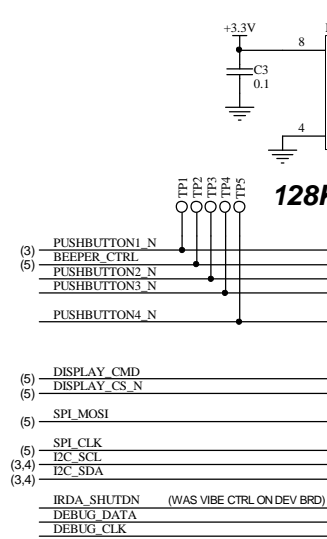 +3.3V
8
C3
0.1
4
TP1
TP2
TP3
TP4
TP5
128K
(3) PUSHBUTTON1_N
(5) BEEPER_CTRL
PUSHBUTTON2_N
PUSHBUTTON3_N
PUSHBUTTON4_N
(5) DISPLAY_CMD
(5) DISPLAY_CS_N
(5) SPI_MOSI
(5) SPI_CLK
(3,4) I2C_SCL
(3,4) I2C_SDA
IRDA_SHUTDN (WAS VIBE CTRL ON DEV BRD)
DEBUG_DATA
DEBUG_CLK